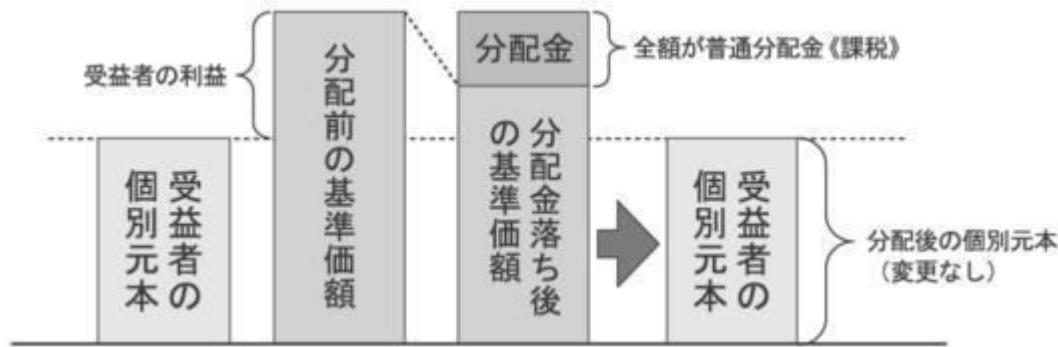 受益者の利益
受益者の
個別元本
分配前の基準価額
分配金
全額が普通分配金《課税》
分配金落ち後
の基準価額
受益者の
個別元本
分配後の個別元本
（変更なし）